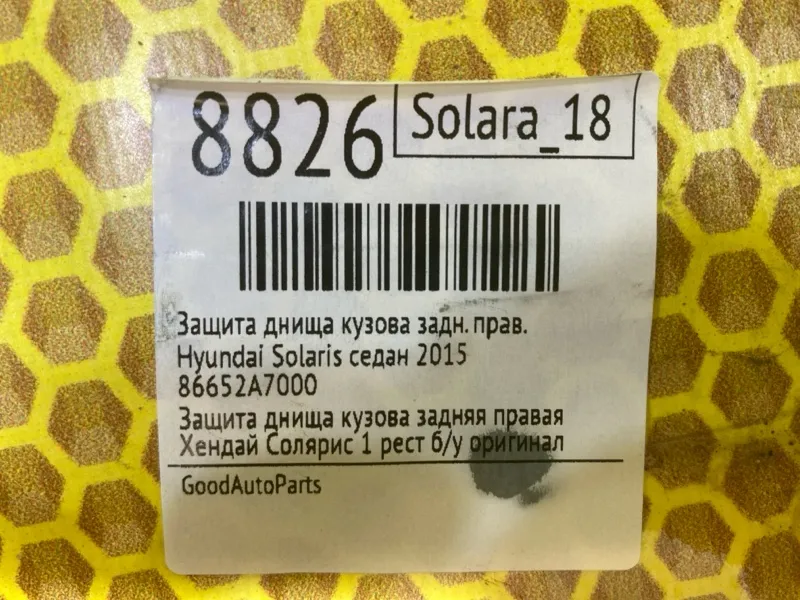 8826
Solara_18
Защита днища кузова задн. прав.
Hyundai Solaris седан 2015
86652A7000
Защита днища кузова задняя правая
Хендай Солярис 1 рест б/у оригинал
GoodAutoParts